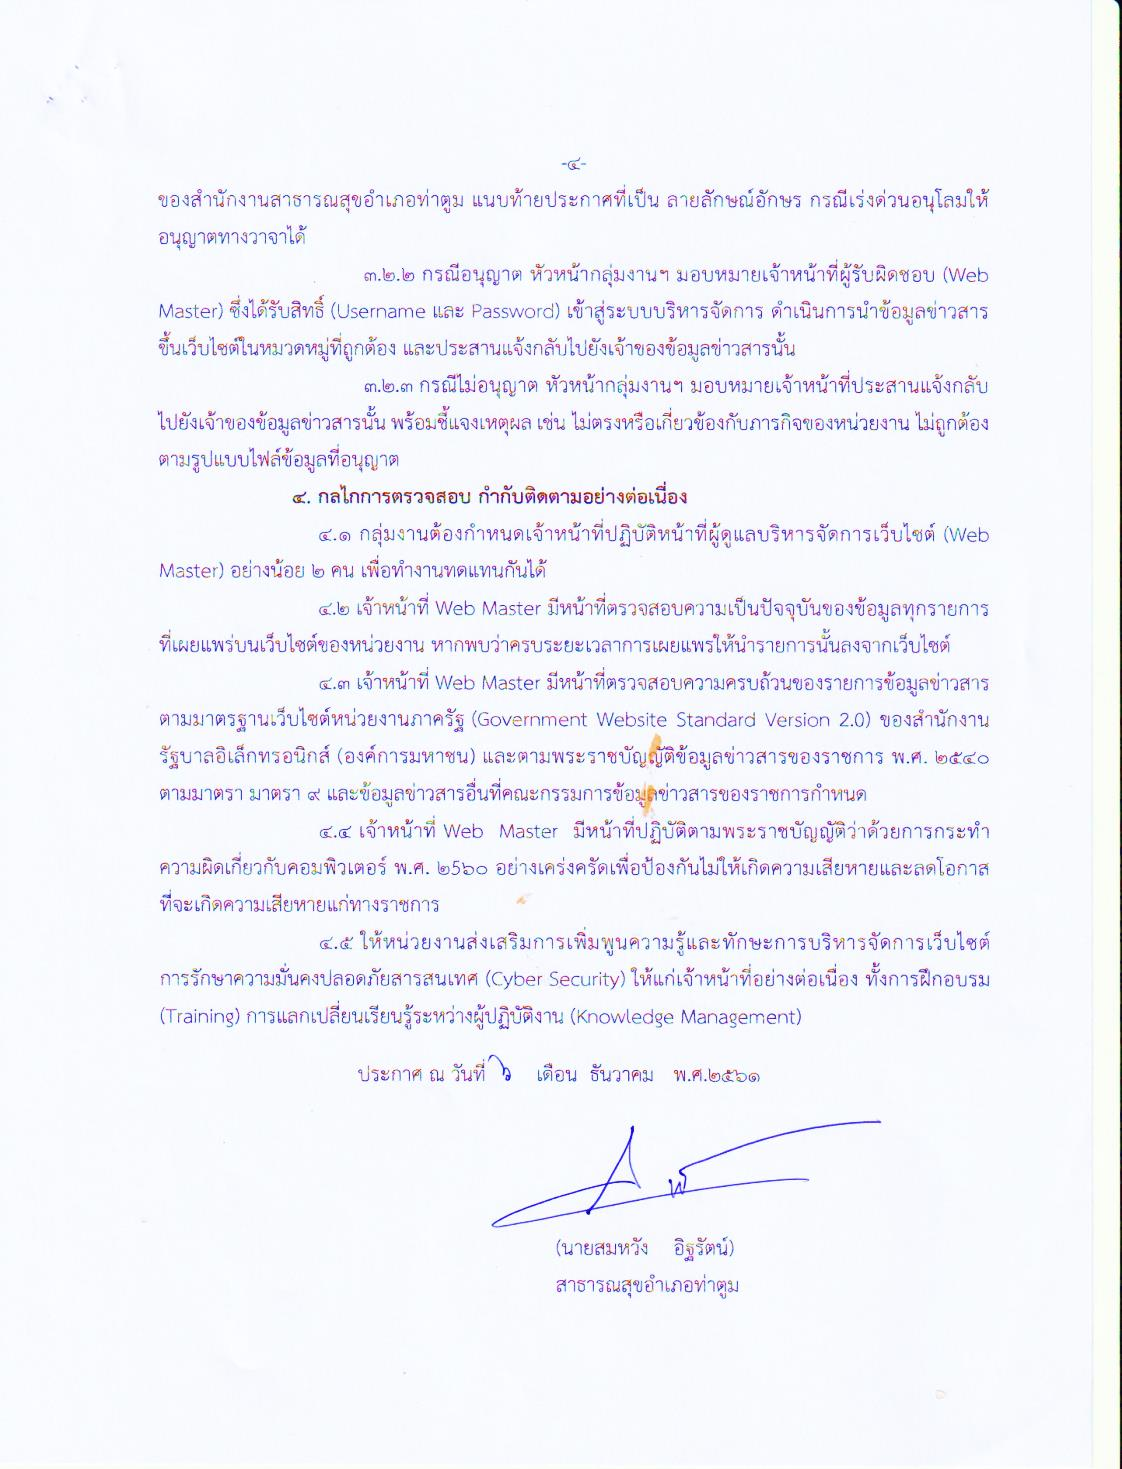 -๔-
ของสำนักงานสาธารณสุขอำเภอท่าตูม แนบท้ายประกาศที่เป็น ลายลักษณ์อักษร กรณีเร่งด่วนอนุโลมให้
อนุญาตทางวาจาได้
๓.๒.๒ กรณีอนุญาต หัวหน้ากลุ่มงานฯ มอบหมายเจ้าหน้าที่ผู้รับผิดชอบ (Web
Master) ซึ่งได้รับสิทธิ์ (Username และ Password) เข้าสู่ระบบบริหารจัดการ ดำเนินการนำข้อมูลข่าวสาร
ขึ้นเว็บไซต์ในหมวดหมู่ที่ถูกต้อง และประสานแจ้งกลับไปยังเจ้าของข้อมูลข่าวสารนั้น
๓.๒.๓ กรณีไม่อนุญาต หัวหน้ากลุ่มงานฯ มอบหมายเจ้าหน้าที่ประสานแจ้งกลับ
ไปยังเจ้าของข้อมูลข่าวสารนั้น พร้อมชี้แจงเหตุผล เช่น ไม่ตรงหรือเกี่ยวข้องกับภารกิจของหน่วยงาน ไม่ถูกต้อง
ตามรูปแบบไฟล์ข้อมูลที่อนุญาต
๔. กลไกการตรวจสอบ กำกับติดตามอย่างต่อเนื่อง
๔.๑ กลุ่มงานต้องกำหนดเจ้าหน้าที่ปฏิบัติหน้าที่ผู้ดูแลบริหารจัดการเว็บไซต์ (Web
Master) อย่างน้อย ๒ คน เพื่อทำงานทดแทนกันได้
๔.๒ เจ้าหน้าที่ Web Master มีหน้าที่ตรวจสอบความเป็นปัจจุบันของข้อมูลทุกรายการ
ที่เผยแพร่บนเว็บไซต์ของหน่วยงาน หากพบว่าครบระยะเวลาการเผยแพร่ให้นำรายการนั้นลงจากเว็บไซต์
๔.๓ เจ้าหน้าที่ Web Master มีหน้าที่ตรวจสอบความครบถ้วนของรายการข้อมูลข่าวสาร
ตามมาตรฐานเว็บไซต์หน่วยงานภาครัฐ (Government Website Standard Version 2.0) ของสำนักงาน
รัฐบาลอิเล็กทรอนิกส์ (องค์การมหาชน) และตามพระราชบัญญัติข้อมูลข่าวสารของราชการ พ.ศ. ๒๕๔๐
ตามมาตรา มาตรา ๙ และข้อมูลข่าวสารอื่นที่คณะกรรมการข้อมูลข่าวสารของราชการกำหนด
๔.๔ เจ้าหน้าที่ Web Master มีหน้าที่ปฏิบัติตามพระราชบัญญัติว่าด้วยการกระทำ
ความผิดเกี่ยวกับคอมพิวเตอร์ พ.ศ. ๒๕๖๐ อย่างเคร่งครัดเพื่อป้องกันไม่ให้เกิดความเสียหายและลดโอกาส
ที่จะเกิดความเสียหายแก่ทางราชการ
๔.๕ ให้หน่วยงานส่งเสริมการเพิ่มพูนความรู้และทักษะการบริหารจัดการเว็บไซต์
การรักษาความมั่นคงปลอดภัยสารสนเทศ (Cyber Security) ให้แก่เจ้าหน้าที่อย่างต่อเนื่อง ทั้งการฝึกอบรม
(Training) การแลกเปลี่ยนเรียนรู้ระหว่างผู้ปฏิบัติงาน (Knowledge Management)
ประกาศ ณ วันที่ ๖ เดือน ธันวาคม พ.ศ.๒๕๖๑
(นายสมหวัง อิฐรัตน์)
สาธารณสุขอำเภอท่าตูม